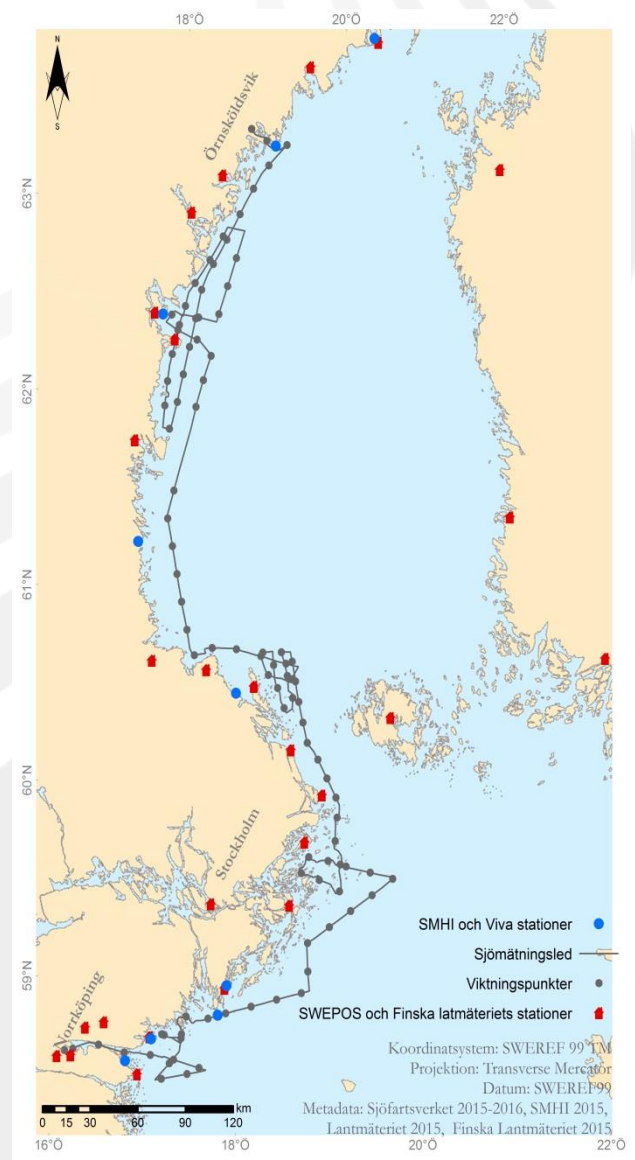 18°O 20°O 22°O
N
S
Örnsköldsvik
63°N
62°N
61°N
60°N
Stockholm
59°N
Norrköping
SMHI och Viva stationer
Sjömätningsled
Viktningspunkter
SWEPOS och Finska latmäteriets stationer
Koordinatsystem: SWEREF 99 TM
Projektion: Transverse Mercator
Datum: SWEREF99
Metadata: Sjöfartsverket 2015-2016, SMHI 2015,
Lantmäteriet 2015, Finska Lantmäteriet 2015
km
0 15 30 60 90 120
16°O 18°O 20°O 22°O